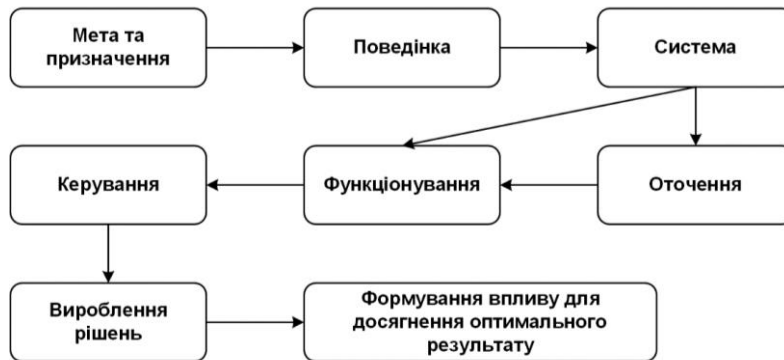 Мета та
призначення
Поведінка
Система
Керування
Функціонування
Оточення
Вироблення
рішень
Формування впливу для
досягнення оптимального
результату